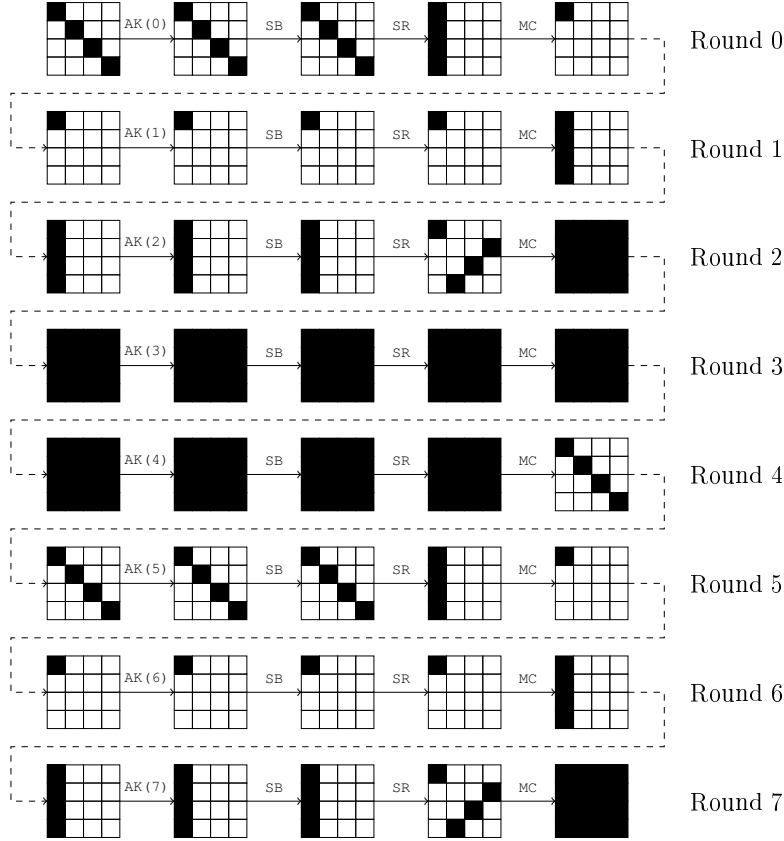 AK(0) SB SR MC Round 0
AK(1) SB SR MC Round 1
AK(2) SB SR MC Round 2
AK(3) SB SR MC Round 3
AK(4) SB SR MC Round 4
AK(5) SB SR MC Round 5
AK(6) SB SR MC Round 6
AK(7) SB SR MC Round 7